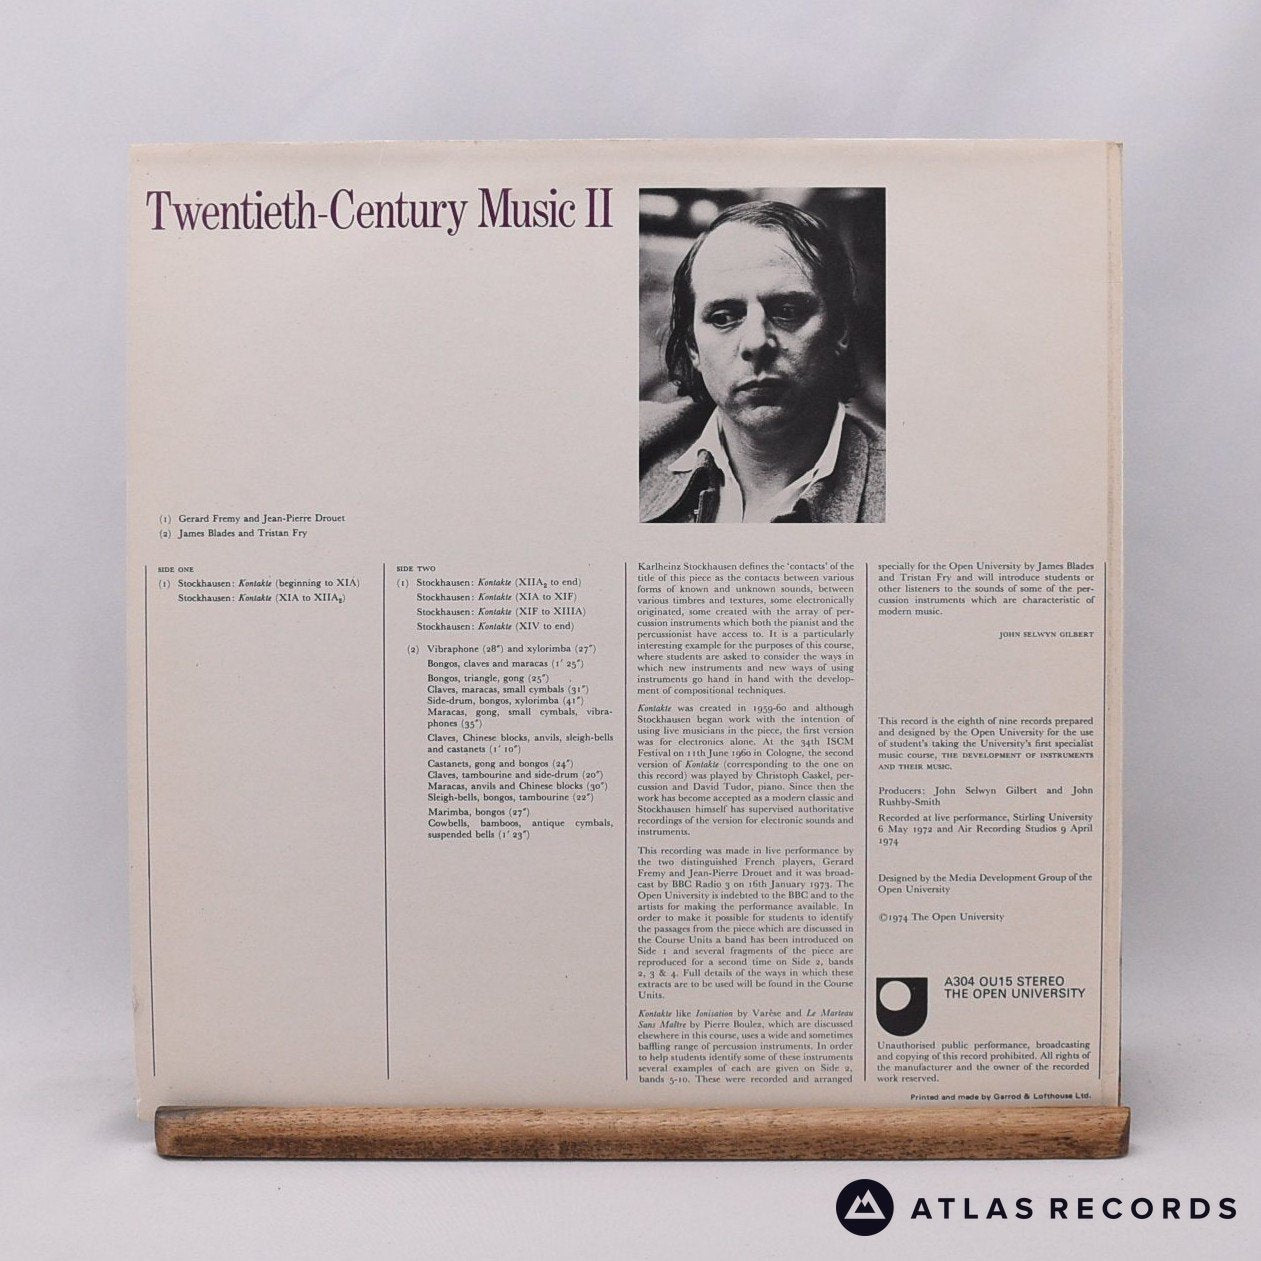 Twentieth-Century Music II
(1) Gerard Fremy and Jean-Pierre Drouet
(2) James Blades and Tristan Fry
SIDE ONE
(1) Stockhausen: Kontakte (beginning to XIA)
Stockhausen: Kontakte (XIA to XIIA2)
SIDE TWO
(1) Stockhausen: Kontakte (XIIA2 to end)
Stockhausen: Kontakte (XIA to XIF)
Stockhausen: Kontakte (XIF to XIIIA)
Stockhausen: Kontakte (XIV to end)
(2) Vibraphone (28″) and xylorimba (27″)
Bongos, claves and maracas (1′ 25″)
Bongos, triangle, gong (25″)
Claves, maracas, small cymbals (31″)
Side-drum, bongos, xylorimba (41″)
Maracas, gong, small cymbals, vibra-
phones (35″)
Claves, Chinese blocks, anvils, sleigh-bells
and castanets (1′ 10″)
Castanets, gong and bongos (24″)
Claves, tambourine and side-drum (20″)
Maracas, anvils and Chinese blocks (30″)
Sleigh-bells, bongos, tambourine (22″)
Marimba, bongos (27″)
Cowbells, bamboos, antique cymbals,
suspended bells (1′ 23″)
Karlheinz Stockhausen defines the ‘contacts’ of the
title of this piece as the contacts between various
forms of known and unknown sounds, between
various timbres and textures, some electronically
originated, some created with the array of per-
cussion instruments which both the pianist and the
percussionist have access to. It is a particularly
interesting example for the purposes of this course,
where students are asked to consider the ways in
which new instruments and new ways of using
instruments go hand in hand with the develop-
ment of compositional techniques.
Kontakte was created in 1959-60 and although
Stockhausen began work with the intention of
using live musicians in the piece, the first version
was for electronics alone. At the 34th ISCM
Festival on 11th June 1960 in Cologne, the second
version of Kontakte (corresponding to the one on
this record) was played by Christoph Caskel, per-
cussion and David Tudor, piano. Since then the
work has become accepted as a modern classic and
Stockhausen himself has supervised authoritative
recordings of the version for electronic sounds and
instruments.
This recording was made in live performance by
the two distinguished French players, Gerard
Fremy and Jean-Pierre Drouet and it was broad-
cast by BBC Radio 3 on 16th January 1973. The
Open University is indebted to the BBC and to the
artists for making the performance available. In
order to make it possible for students to identify
the passages from the piece which are discussed in
the Course Units a band has been introduced on
Side 1 and several fragments of the piece are
reproduced for a second time on Side 2, bands
2, 3 & 4. Full details of the ways in which these
extracts are to be used will be found in the Course
Units.
Kontakte like Ionisation by Varèse and Le Marteau
Sans Maître by Pierre Boulez, which are discussed
elsewhere in this course, uses a wide and sometimes
baffling range of percussion instruments. In order
to help students identify some of these instruments
several examples of each are given on Side 2,
bands 5-10. These were recorded and arranged
specially for the Open University by James Blades
and Tristan Fry and will introduce students or
other listeners to the sounds of some of the per-
cussion instruments which are characteristic of
modern music.
JOHN SELWYN GILBERT
This record is the eighth of nine records prepared
and designed by the Open University for the use
of student's taking the University's first specialist
music course, THE DEVELOPMENT OF INSTRUMENTS
AND THEIR MUSIC.
Producers: John Selwyn Gilbert and John
Rushby-Smith
Recorded at live performance, Stirling University
6 May 1972 and Air Recording Studios 9 April
1974
Designed by the Media Development Group of the
Open University
©1974 The Open University
A304 OU15 STEREO
THE OPEN UNIVERSITY
Unauthorised public performance, broadcasting
and copying of this record prohibited. All rights of
the manufacturer and the owner of the recorded
work reserved.
Printed and made by Garrod & Lofthouse Ltd.
ATLAS RECORDS